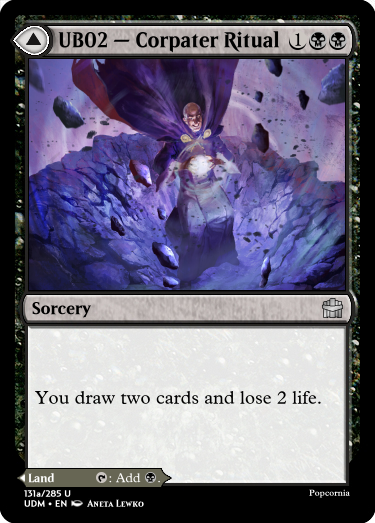 UB02 — Corpater Ritual 1
Sorcery
You draw two cards and lose 2 life.
Land : Add .
131a/285 U Popcornia
UDM • EN Aneta Lewko